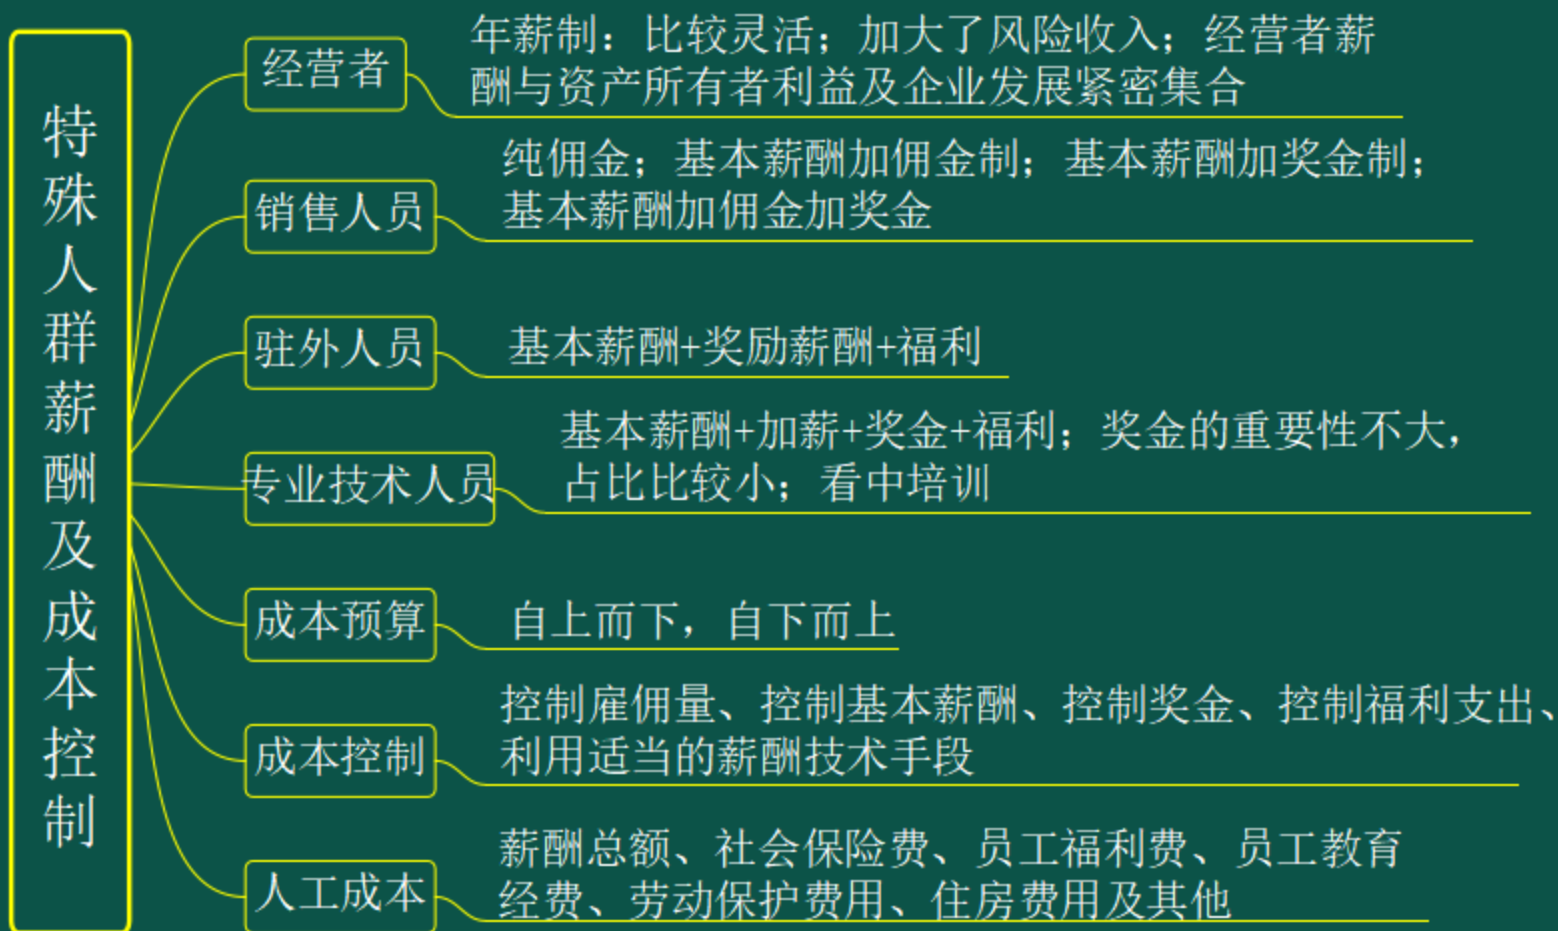 特殊人群薪酬及成本控制
经营者
年薪制：比较灵活；加大了风险收入；经营者薪
酬与资产所有者利益及企业发展紧密集合
销售人员
纯佣金；基本薪酬加佣金制；基本薪酬加奖金制；
基本薪酬加佣金加奖金
驻外人员
基本薪酬+奖励薪酬+福利
专业技术人员
基本薪酬+加薪+奖金+福利；奖金的重要性不大，
占比比较小；看中培训
成本预算
自上而下，自下而上
成本控制
控制雇佣量、控制基本薪酬、控制奖金、控制福利支出、
利用适当的薪酬技术手段
人工成本
薪酬总额、社会保险费、员工福利费、员工教育
经费、劳动保护费用、住房费用及其他